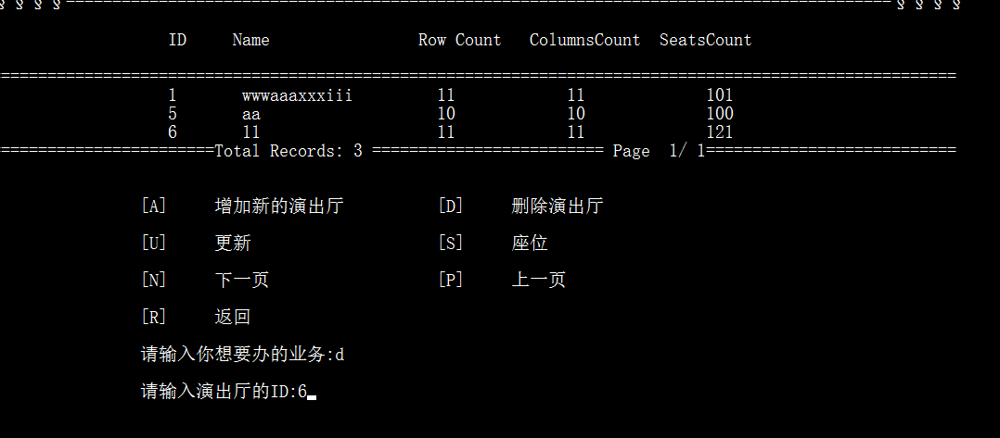 ID Name Row Count ColumnsCount SeatsCount
1 wwwaaaxxxiii 11 11 101
5 aa 10 10 100
6 11 11 11 121
=======================Total Records: 3 ========================= Page 1/ 1===========================
[A] 增加新的演出厅 [D] 删除演出厅
[U] 更新 [S] 座位
[N] 下一页 [P] 上一页
[R] 返回
请输入你想要办的业务:d
请输入演出厅的ID:6